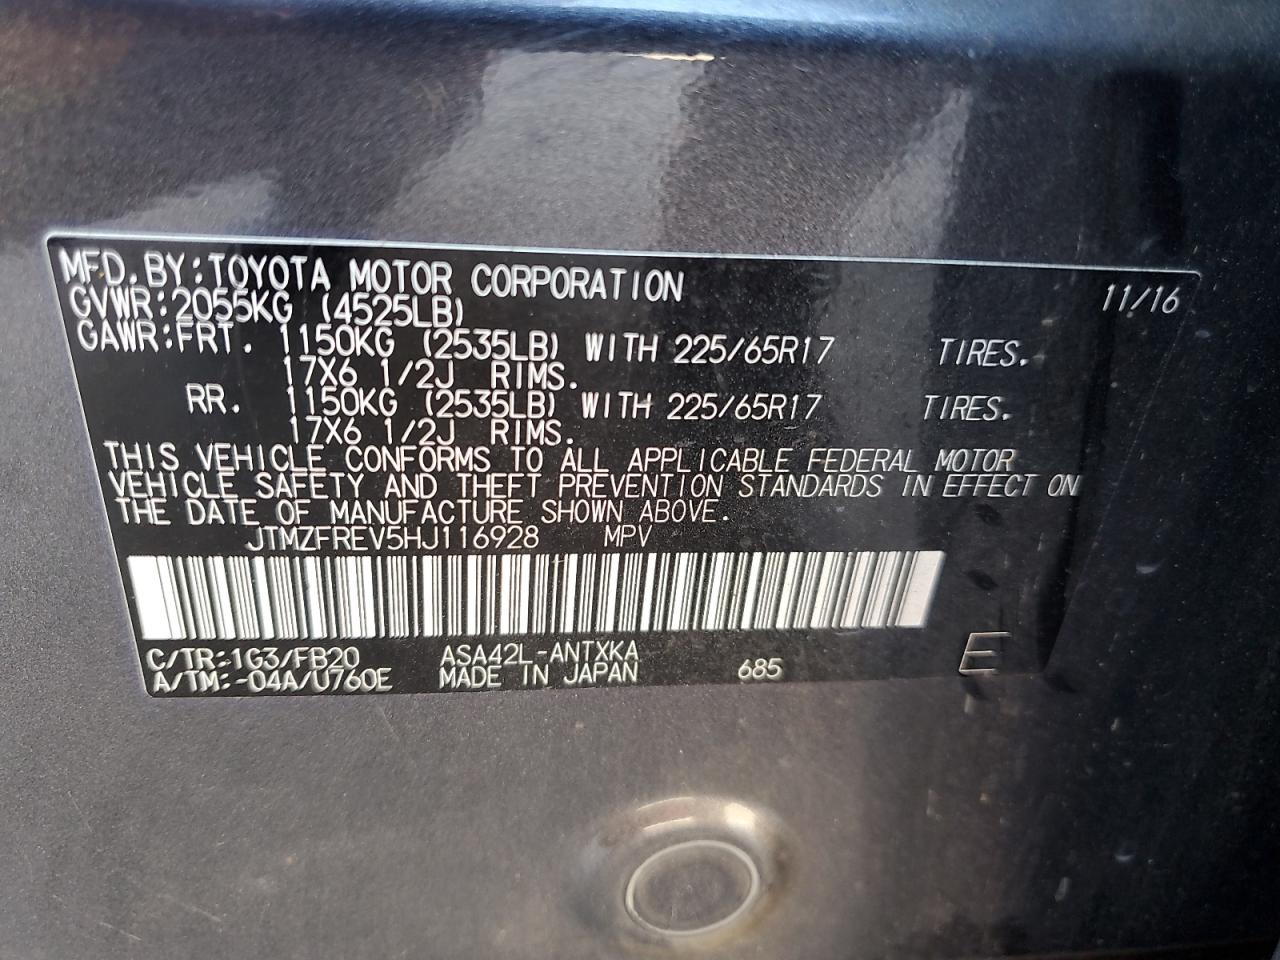 MFD.BY:TOYOTA MOTOR CORPORATION 11/16
GVWR:2055KG (4525LB)
GAWR:FRT. 1150KG (2535LB) WITH 225/65R17 TIRES.
17X6 1/2J RIMS.
RR. 1150KG (2535LB) WITH 225/65R17 TIRES.
17X6 1/2J RIMS.
THIS VEHICLE CONFORMS TO ALL APPLICABLE FEDERAL MOTOR
VEHICLE SAFETY AND THEFT PREVENTION STANDARDS IN EFFECT ON
THE DATE OF MANUFACTURE SHOWN ABOVE.
JTMZFREV5HJ116928 MPV
C/TR:1G3/FB20 ASA42L-ANTXKA
A/TM:-04A/U760E MADE IN JAPAN 685 E